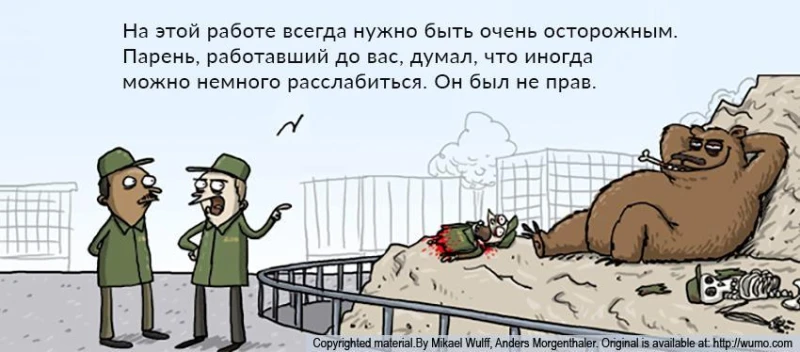 На этой работе всегда нужно быть очень осторожным.
Парень, работавший до вас, думал, что иногда
можно немного расслабиться. Он был не прав.
Copyrighted material.By Mikael Wulff, Anders Morgenthaler. Original is available at: http://wumo.com